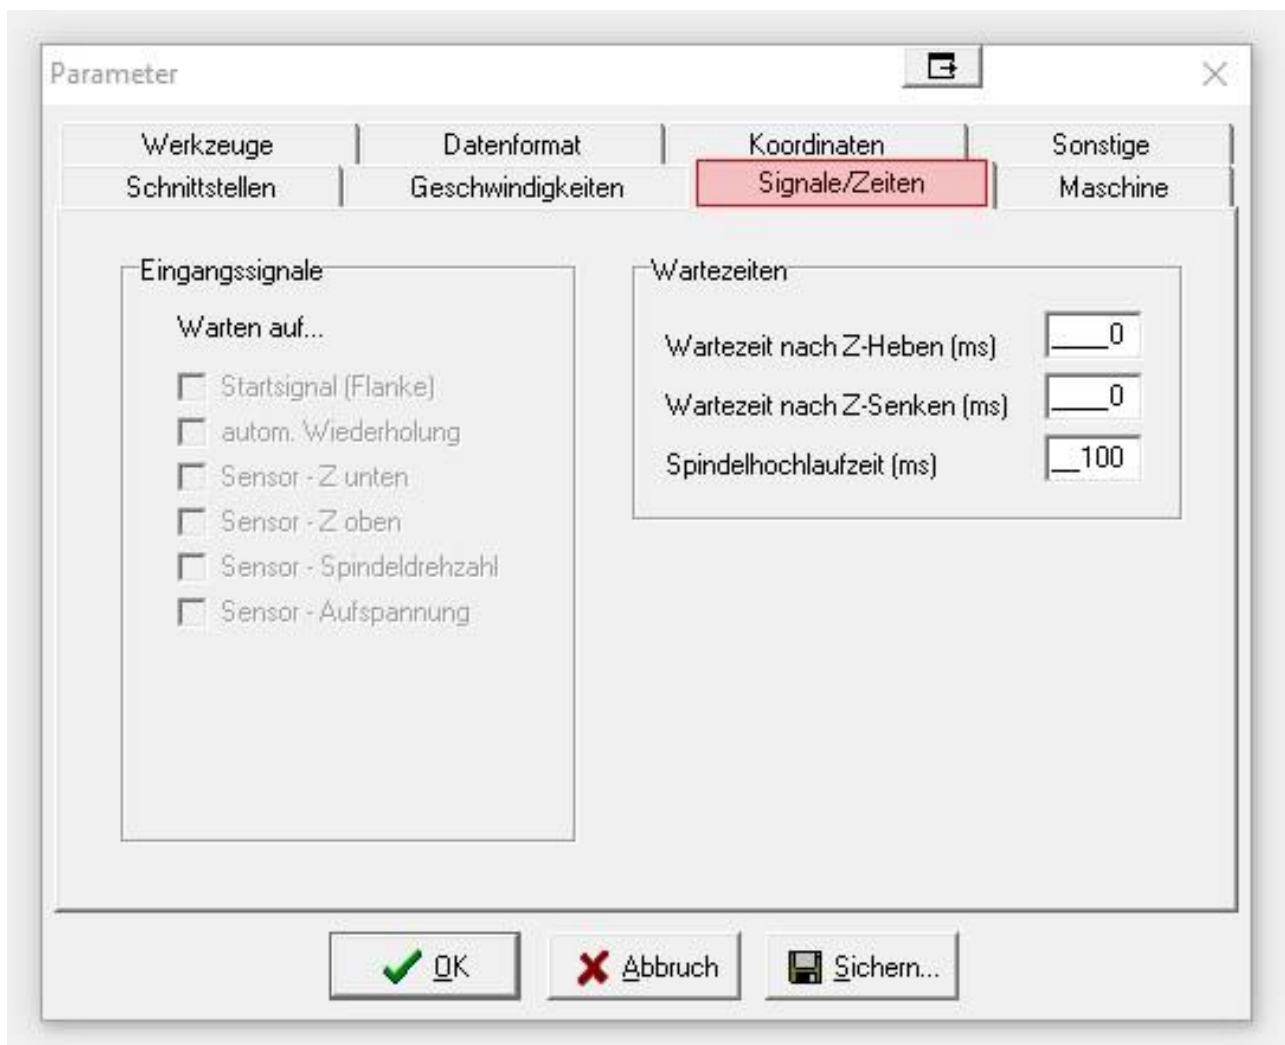 Parameter
Werkzeuge Datenformat Koordinaten Sonstige
Schnittstellen Geschwindigkeiten Signale/Zeiten Maschine
Eingangssignale
Warten auf...
Startsignal (Flanke)
autom. Wiederholung
Sensor - Z unten
Sensor - Z oben
Sensor - Spindeldrehzahl
Sensor - Aufspannung
Wartezeiten
Wartezeit nach Z-Heben (ms) ____0
Wartezeit nach Z-Senken (ms) ____0
Spindelhochlaufzeit (ms) __100
OK Abbruch Sichern...